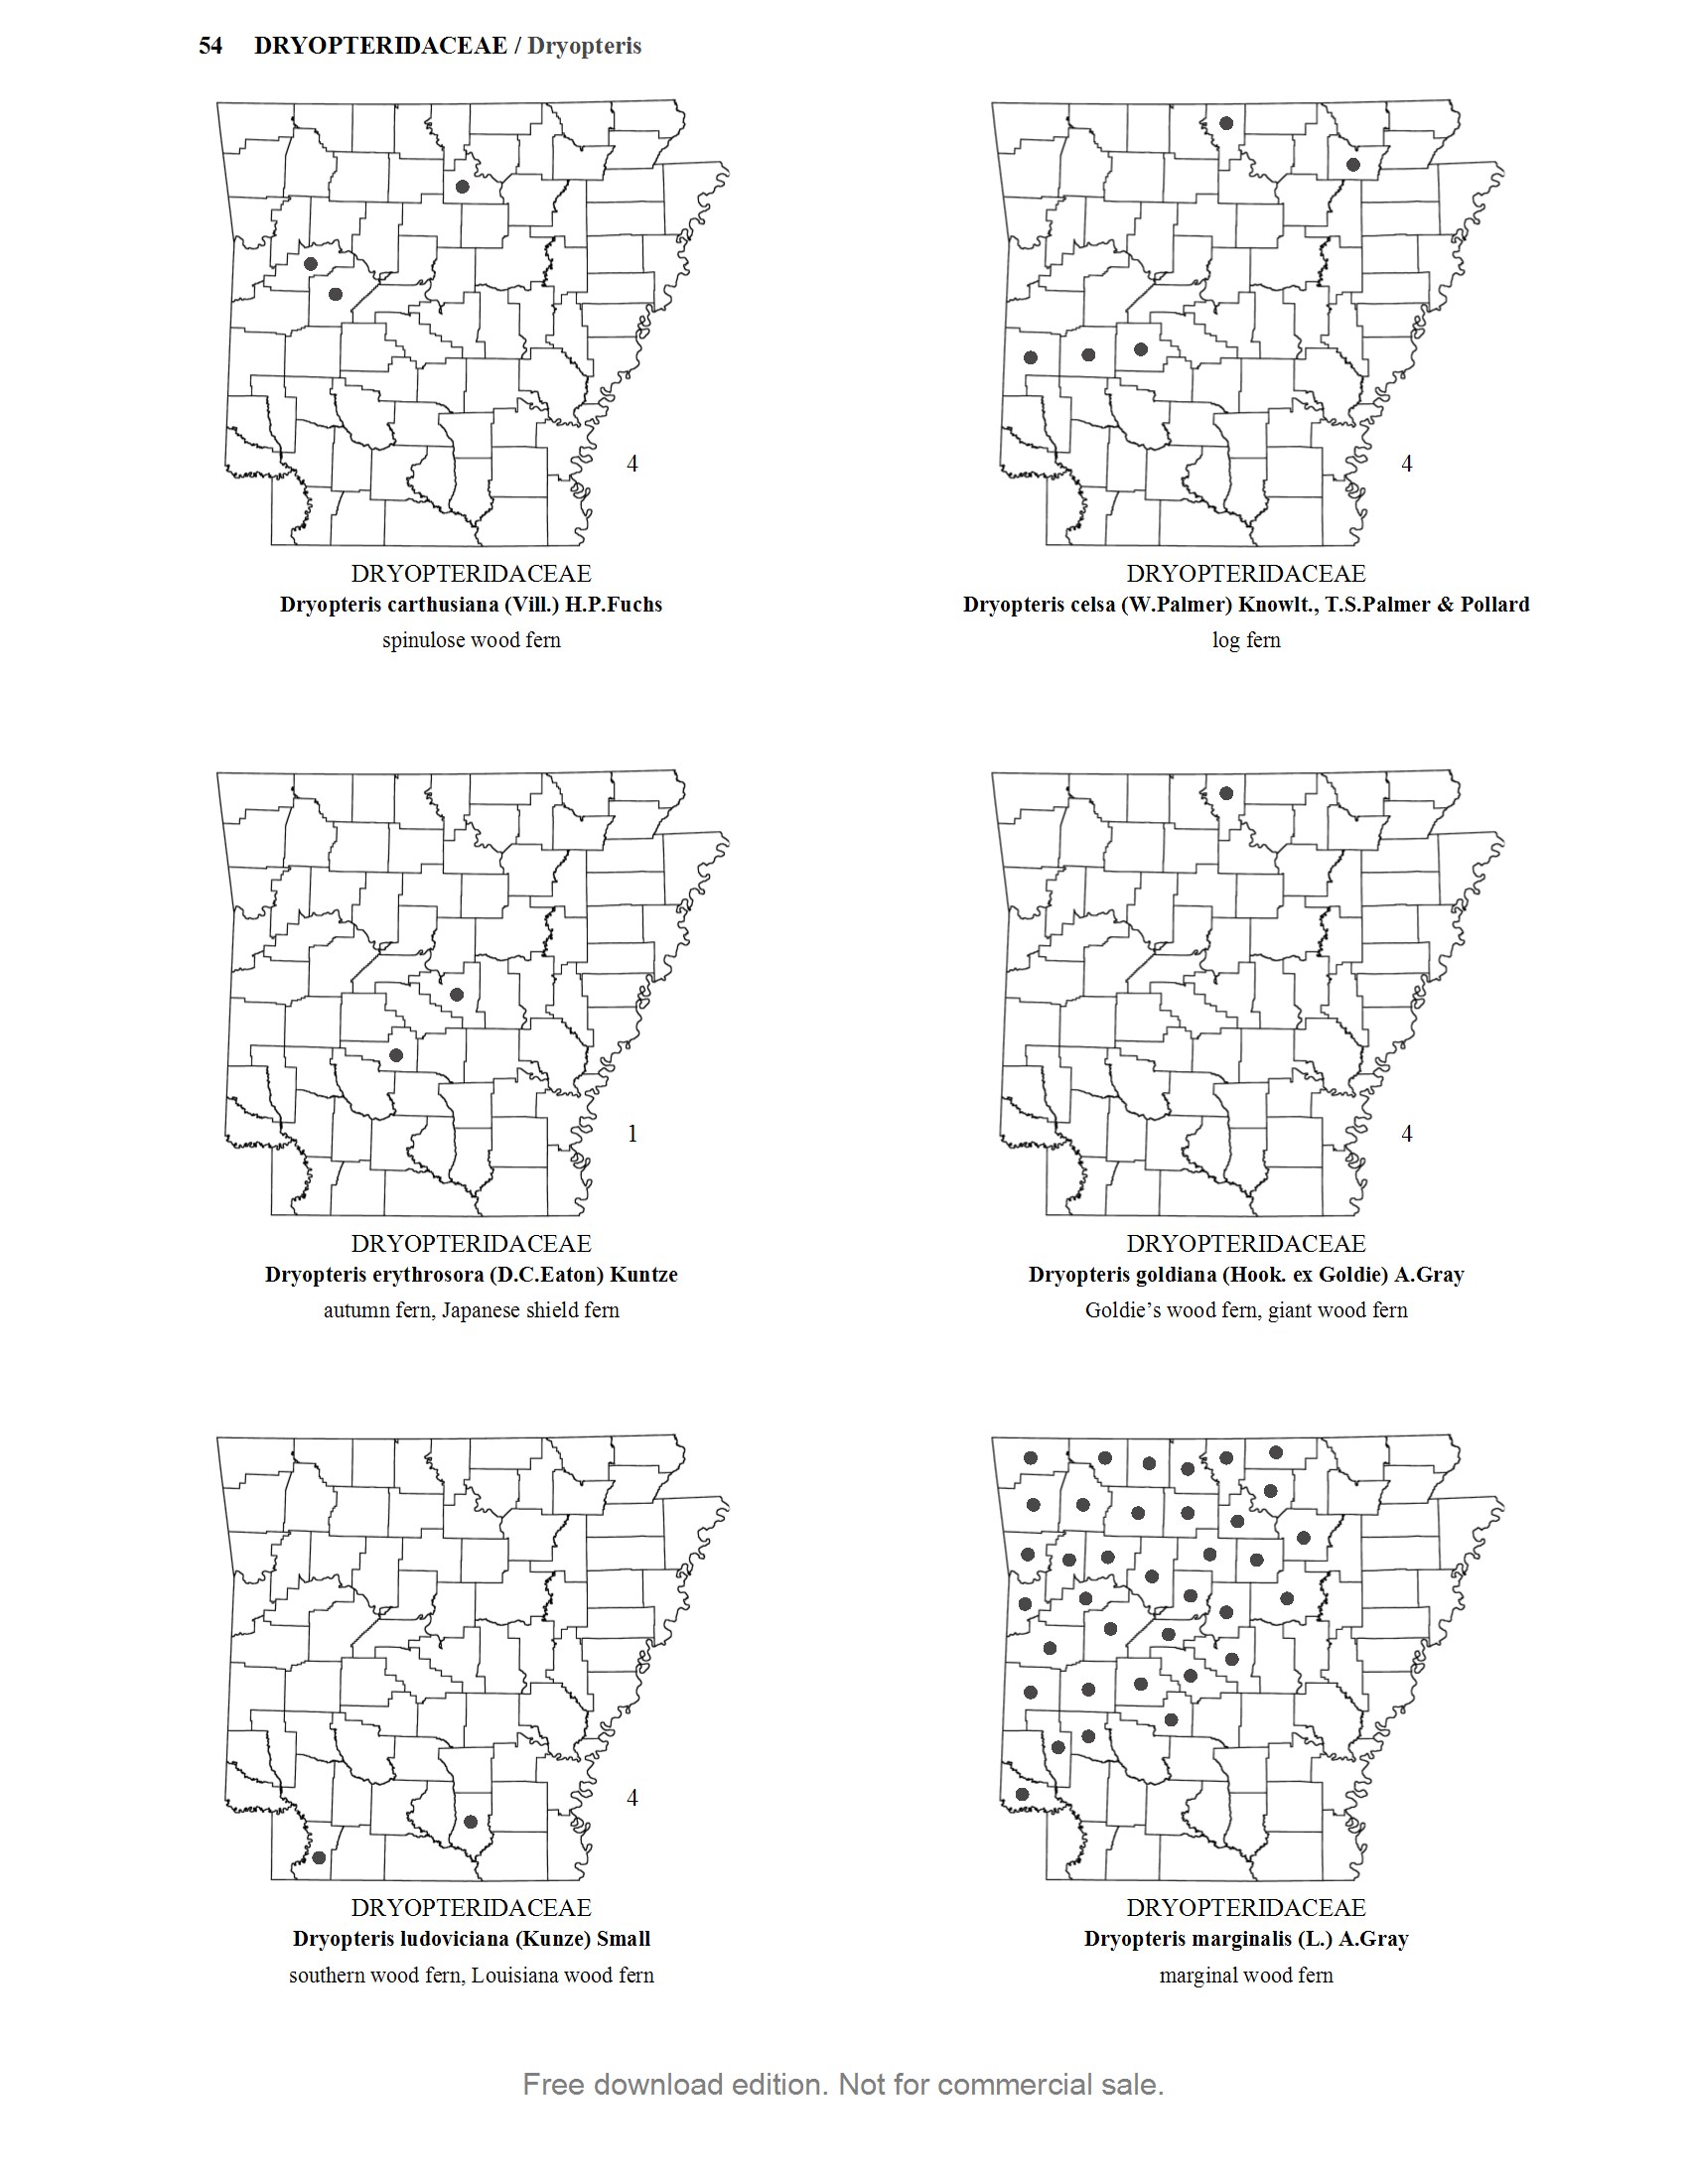 54 DRYOPTERIDACEAE / Dryopteris
4
DRYOPTERIDACEAE
Dryopteris carthusiana (Vill.) H.P.Fuchs
spinulose wood fern
4
DRYOPTERIDACEAE
Dryopteris celsa (W.Palmer) Knowlt., T.S.Palmer & Pollard
log fern
1
DRYOPTERIDACEAE
Dryopteris erythrosora (D.C.Eaton) Kuntze
autumn fern, Japanese shield fern
4
DRYOPTERIDACEAE
Dryopteris goldiana (Hook. ex Goldie) A.Gray
Goldie’s wood fern, giant wood fern
4
DRYOPTERIDACEAE
Dryopteris ludoviciana (Kunze) Small
southern wood fern, Louisiana wood fern
DRYOPTERIDACEAE
Dryopteris marginalis (L.) A.Gray
marginal wood fern
Free download edition. Not for commercial sale.